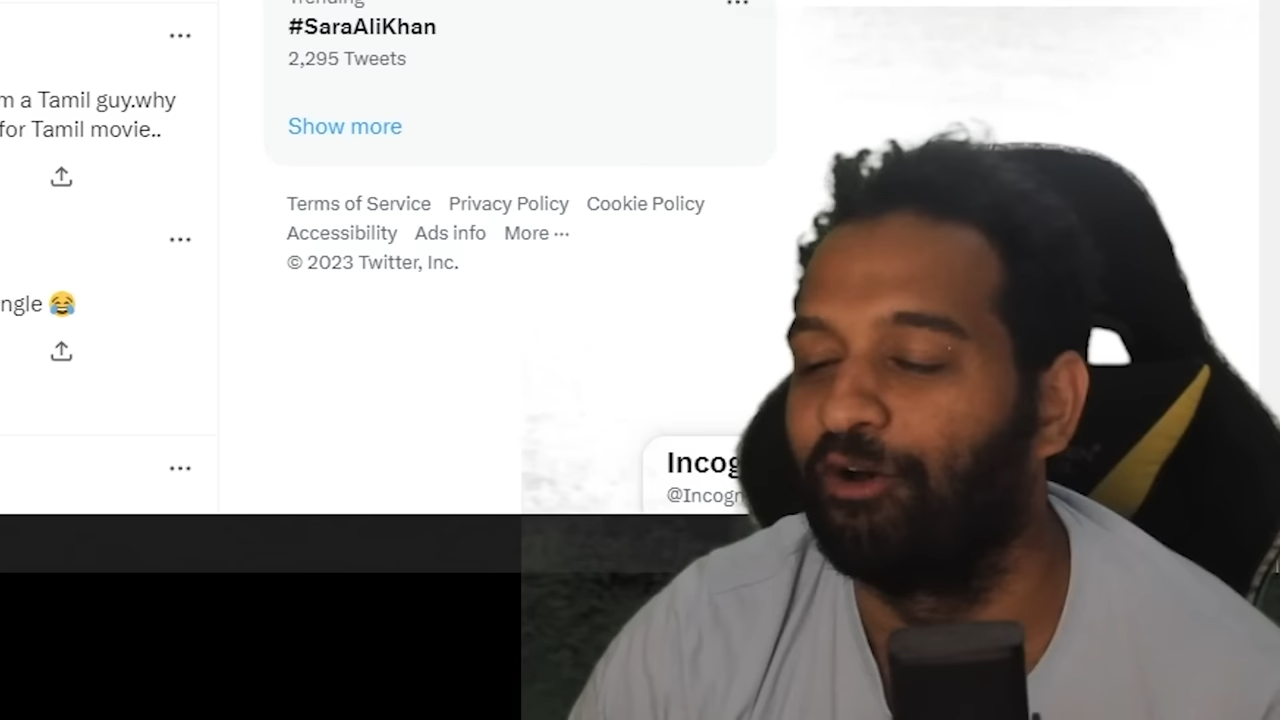 Trending
#SaraAliKhan
2,295 Tweets
Show more
m a Tamil guy.why
for Tamil movie..
ngle 😂
Terms of Service Privacy Policy Cookie Policy
Accessibility Ads info More ···
© 2023 Twitter, Inc.
Incog
@Incogn